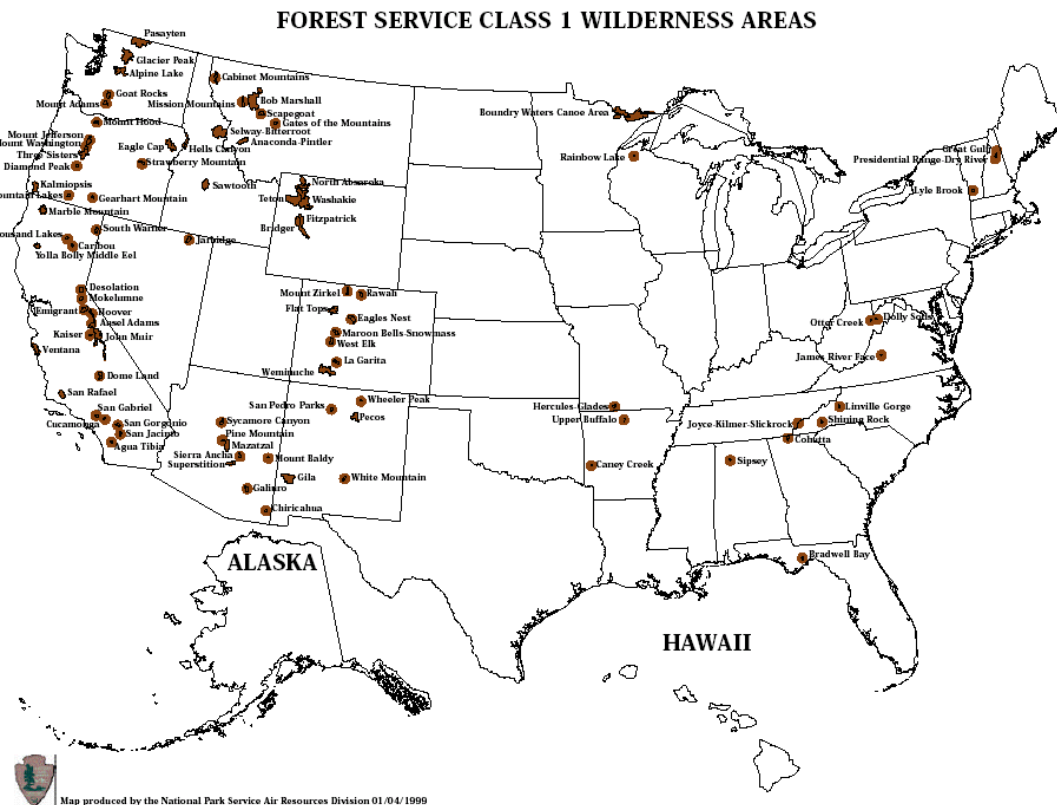 FOREST SERVICE CLASS 1 WILDERNESS AREAS
Pasayten
Glacier Peak
Alpine Lake
Goat Rocks
Mount Adams
Mount Hood
Mount Jefferson
Mount Washington
Three Sisters
Diamond Peak
Eagle Cap
Hells Canyon
Strawberry Mountain
Kalmiopsis
Mountain Lakes
Gearhart Mountain
Marble Mountain
South Warner
ousand Lakes
Caribou
Yolla Bolly Middle Eel
Jarbidge
Cabinet Mountains
Mission Mountains
Bob Marshall
Scapegoat
Gates of the Mountains
Selway-Bitterroot
Anaconda-Pintler
Sawtooth
North Absaroka
Teton
Washakie
Fitzpatrick
Bridger
Desolation
Mokelumne
Emigrant
Hoover
Ansel Adams
Kaiser
John Muir
Ventana
Dome Land
San Rafael
San Gabriel
Cucamonga
San Gorgonio
San Jacinto
Agua Tibia
Mount Zirkel
Rawah
Flat Tops
Eagles Nest
Maroon Bells-Snowmass
West Elk
La Garita
Weminuche
San Pedro Parks
Wheeler Peak
Pecos
Sycamore Canyon
Pine Mountain
Mazatzal
Sierra Ancha
Superstition
Mount Baldy
Gila
White Mountain
Galiuro
Chiricahua
Boundry Waters Canoe Area
Rainbow Lake
Great Gulf
Presidential Range-Dry River
Lyle Brook
Otter Creek
Dolly Sods
James River Face
Hercules-Glades
Upper Buffalo
Caney Creek
Linville Gorge
Joyce-Kilmer-Slickrock
Shining Rock
Cohutta
Sipsey
Bradwell Bay
ALASKA
HAWAII
Map produced by the National Park Service Air Resources Division 01/04/1999